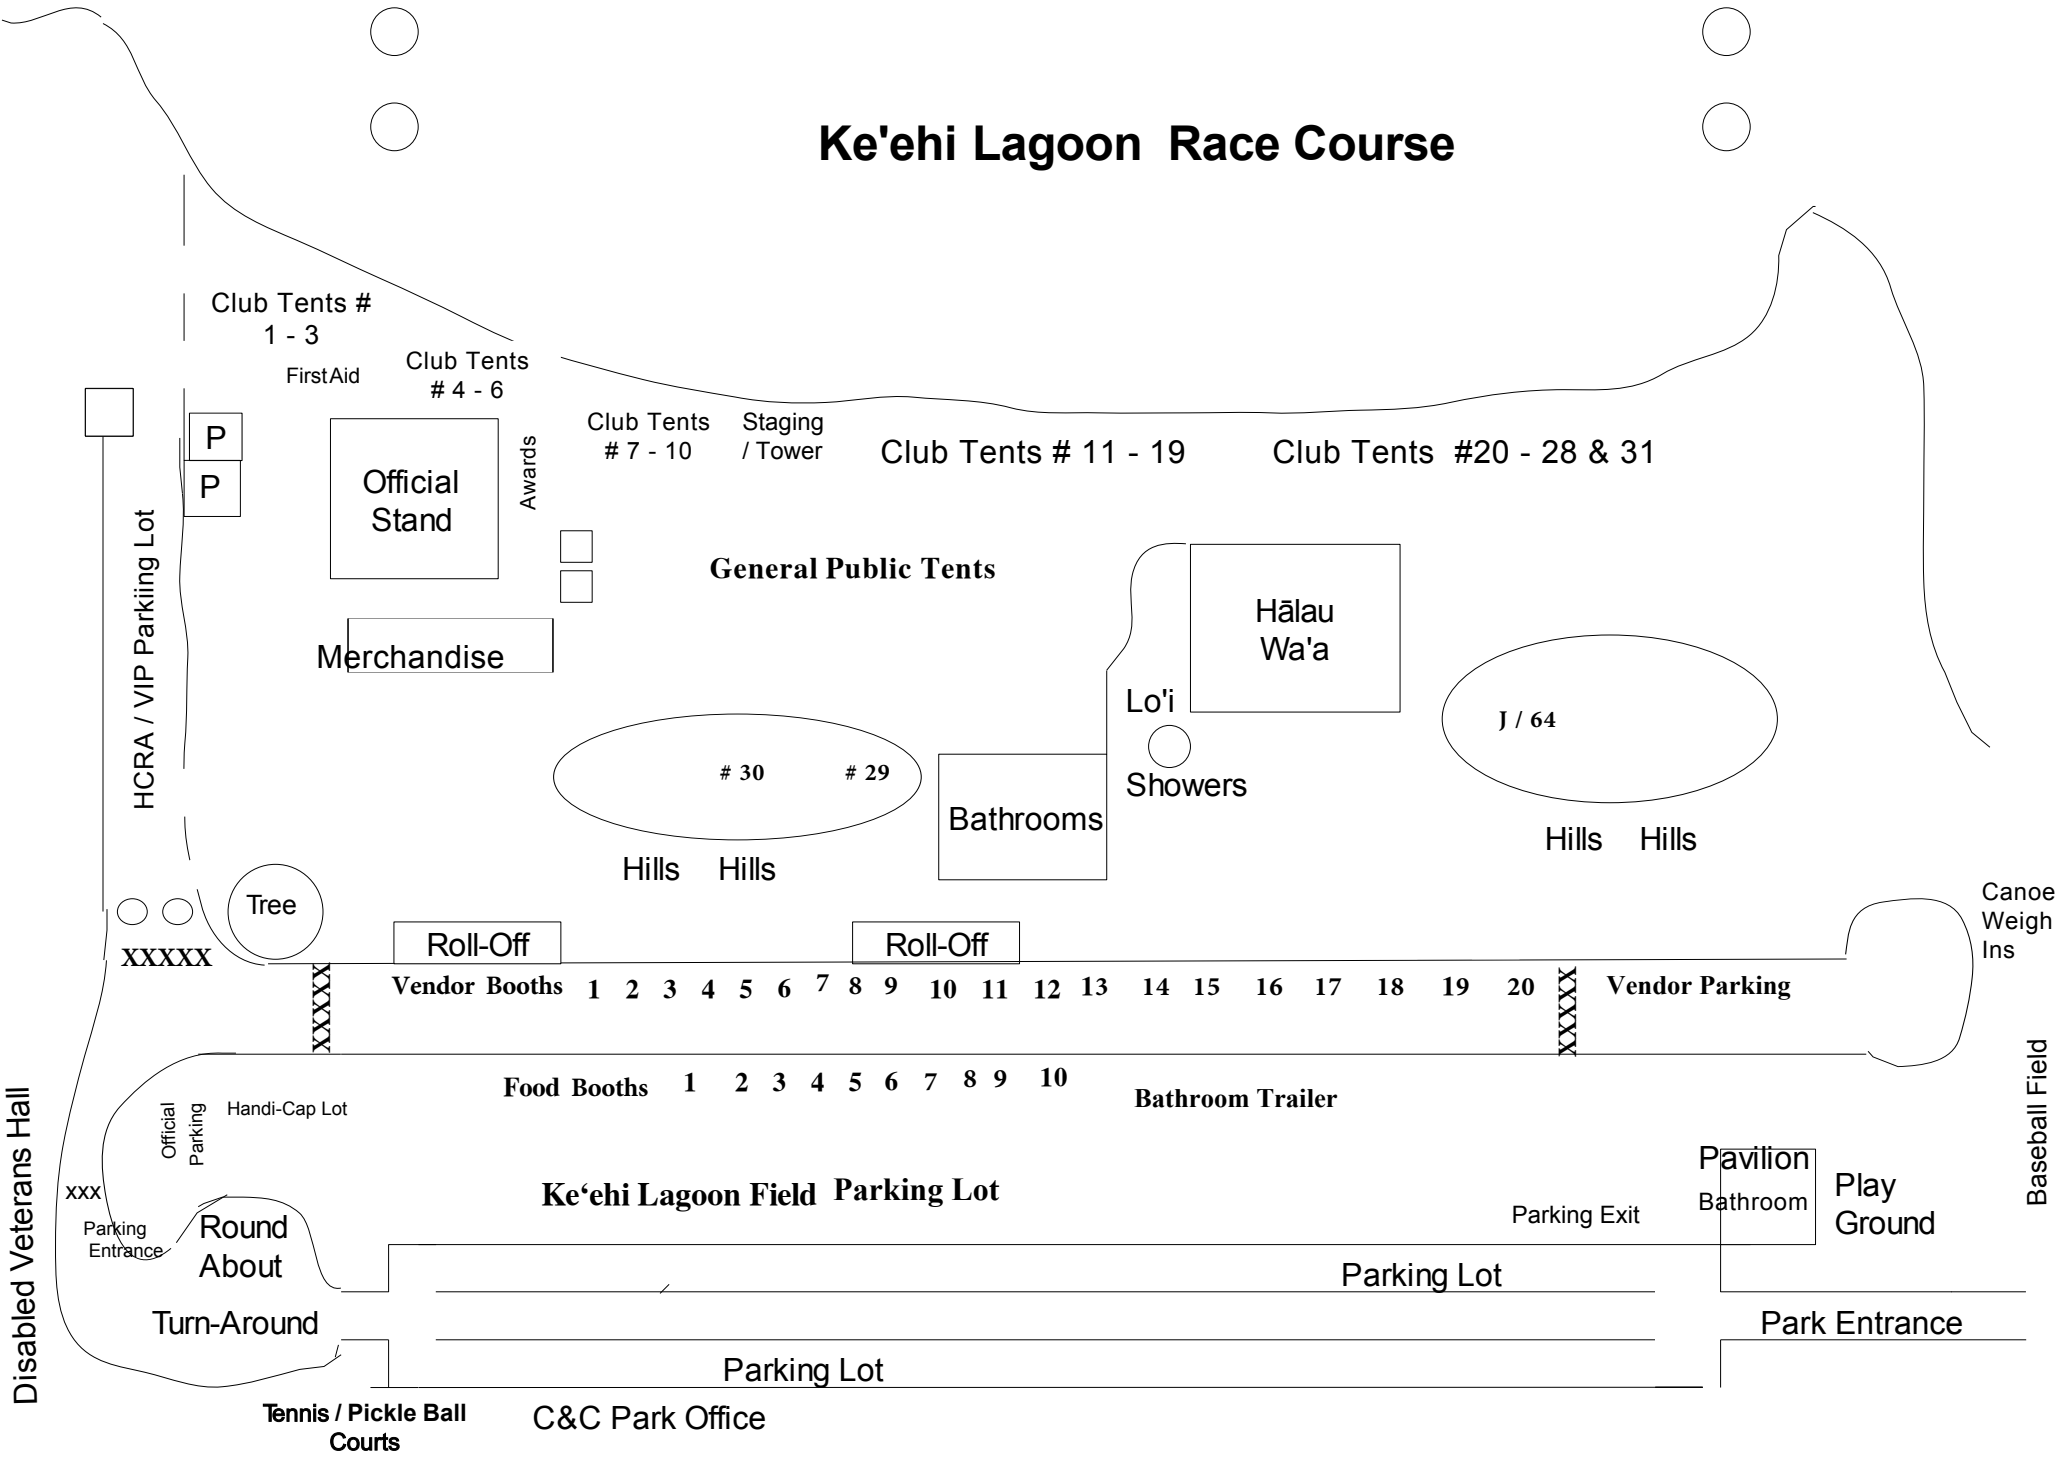 Ke'ehi Lagoon Race Course
Club Tents #
1 - 3
First Aid
Club Tents
# 4 - 6
Club Tents
# 7 - 10
Staging
/ Tower
Club Tents # 11 - 19
Club Tents #20 - 28 & 31
P
P
Official
Stand
Awards
HCRA / VIP Parkiing Lot
General Public Tents
Merchandise
Hālau
Wa'a
Lo'i
Showers
J / 64
# 30
# 29
Bathrooms
Hills Hills
Hills Hills
Tree
Canoe
Weigh
Ins
XXXXX
Roll-Off
Roll-Off
XXXXX
Vendor Booths 1 2 3 4 5 6 7 8 9 10 11 12 13 14 15 16 17 18 19 20
XXXXX
Vendor Parking
Food Booths 1 2 3 4 5 6 7 8 9 10
Bathroom Trailer
Handi-Cap Lot
Official
Parking
Disabled Veterans Hall
Baseball Field
xxx
Parking
Entrance
Round
About
Ke‘ehi Lagoon Field Parking Lot
Parking Exit
Pavilion
Bathroom
Play
Ground
Parking Lot
Turn-Around
Park Entrance
Parking Lot
Tennis / Pickle Ball
Courts
C&C Park Office